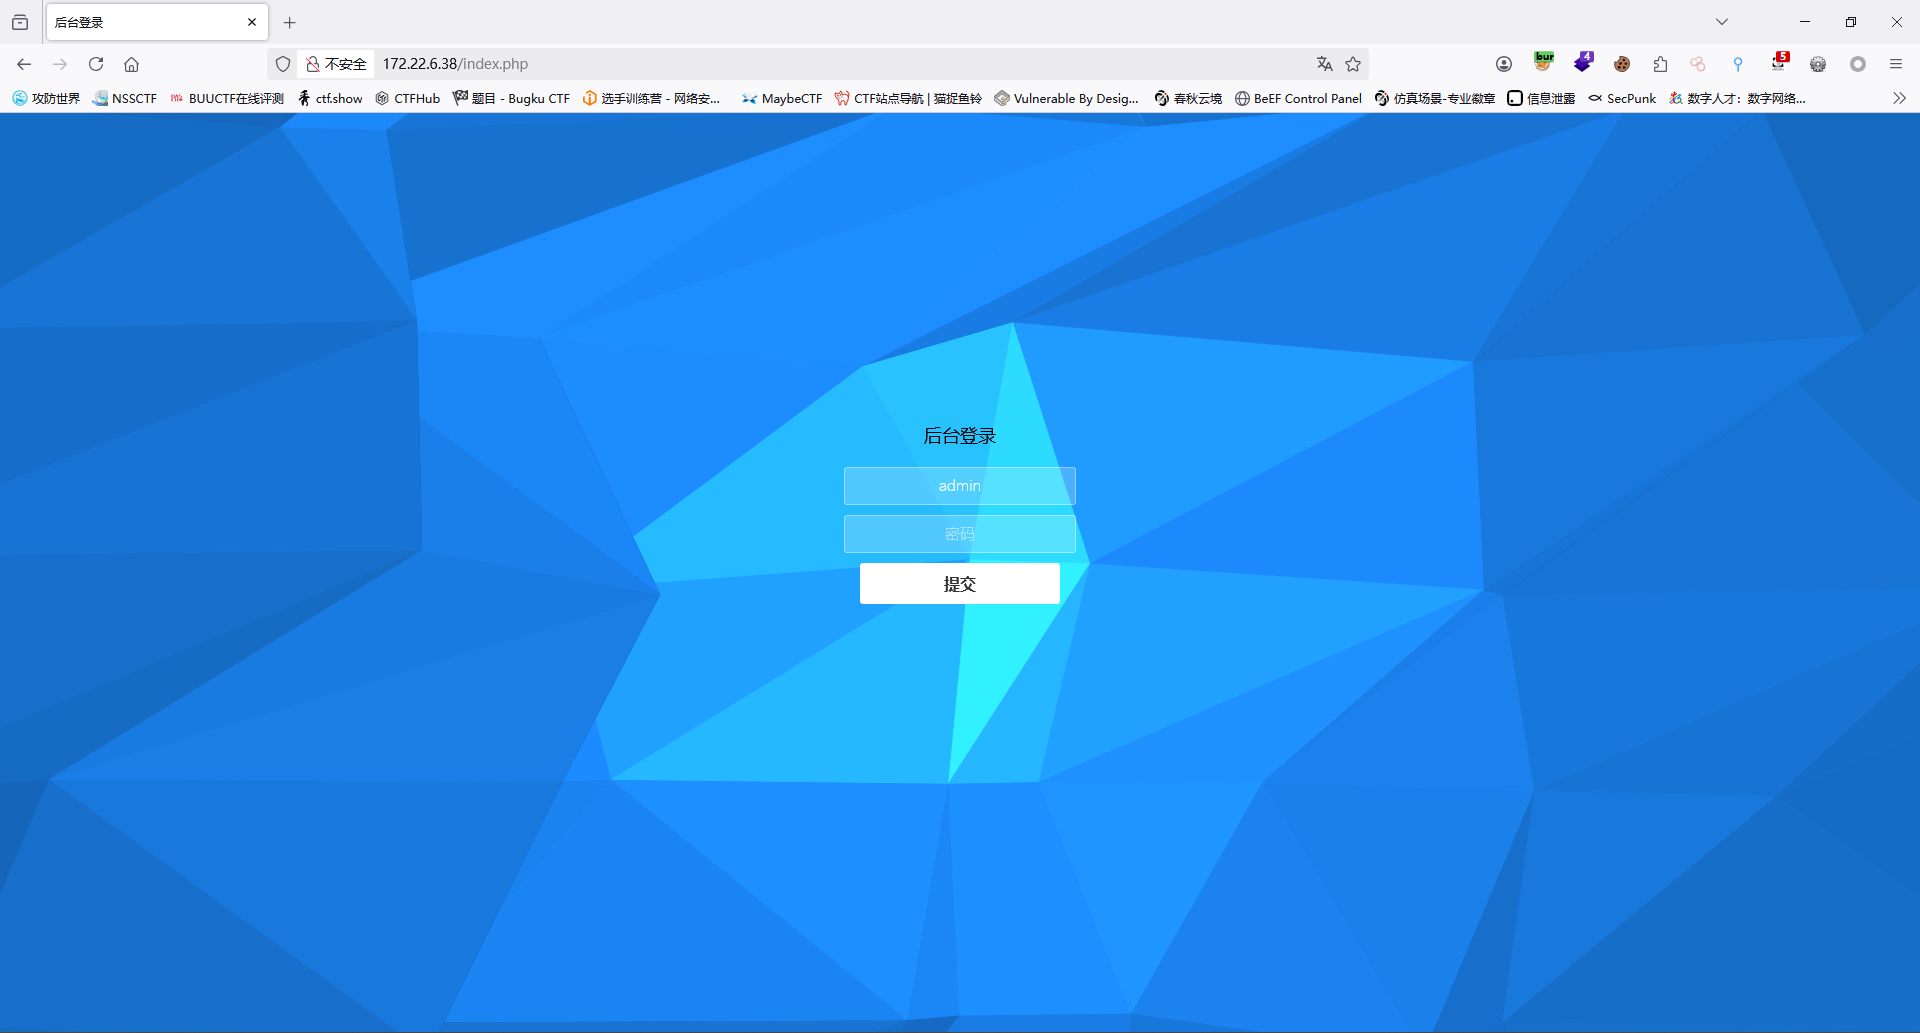 后台登录
不安全 172.22.6.38/index.php
bur 4 5
攻防世界 NSSCTF BUUCTF在线评测 ctf.show CTFHub 题目 - Bugku CTF 选手训练营 - 网络安... MaybeCTF CTF站点导航 | 猫捉鱼铃 Vulnerable By Desig... 春秋云境 BeEF Control Panel 仿真场景-专业徽章 信息泄露 SecPunk 数字人才：数字网络...
后台登录
admin
密码
提交